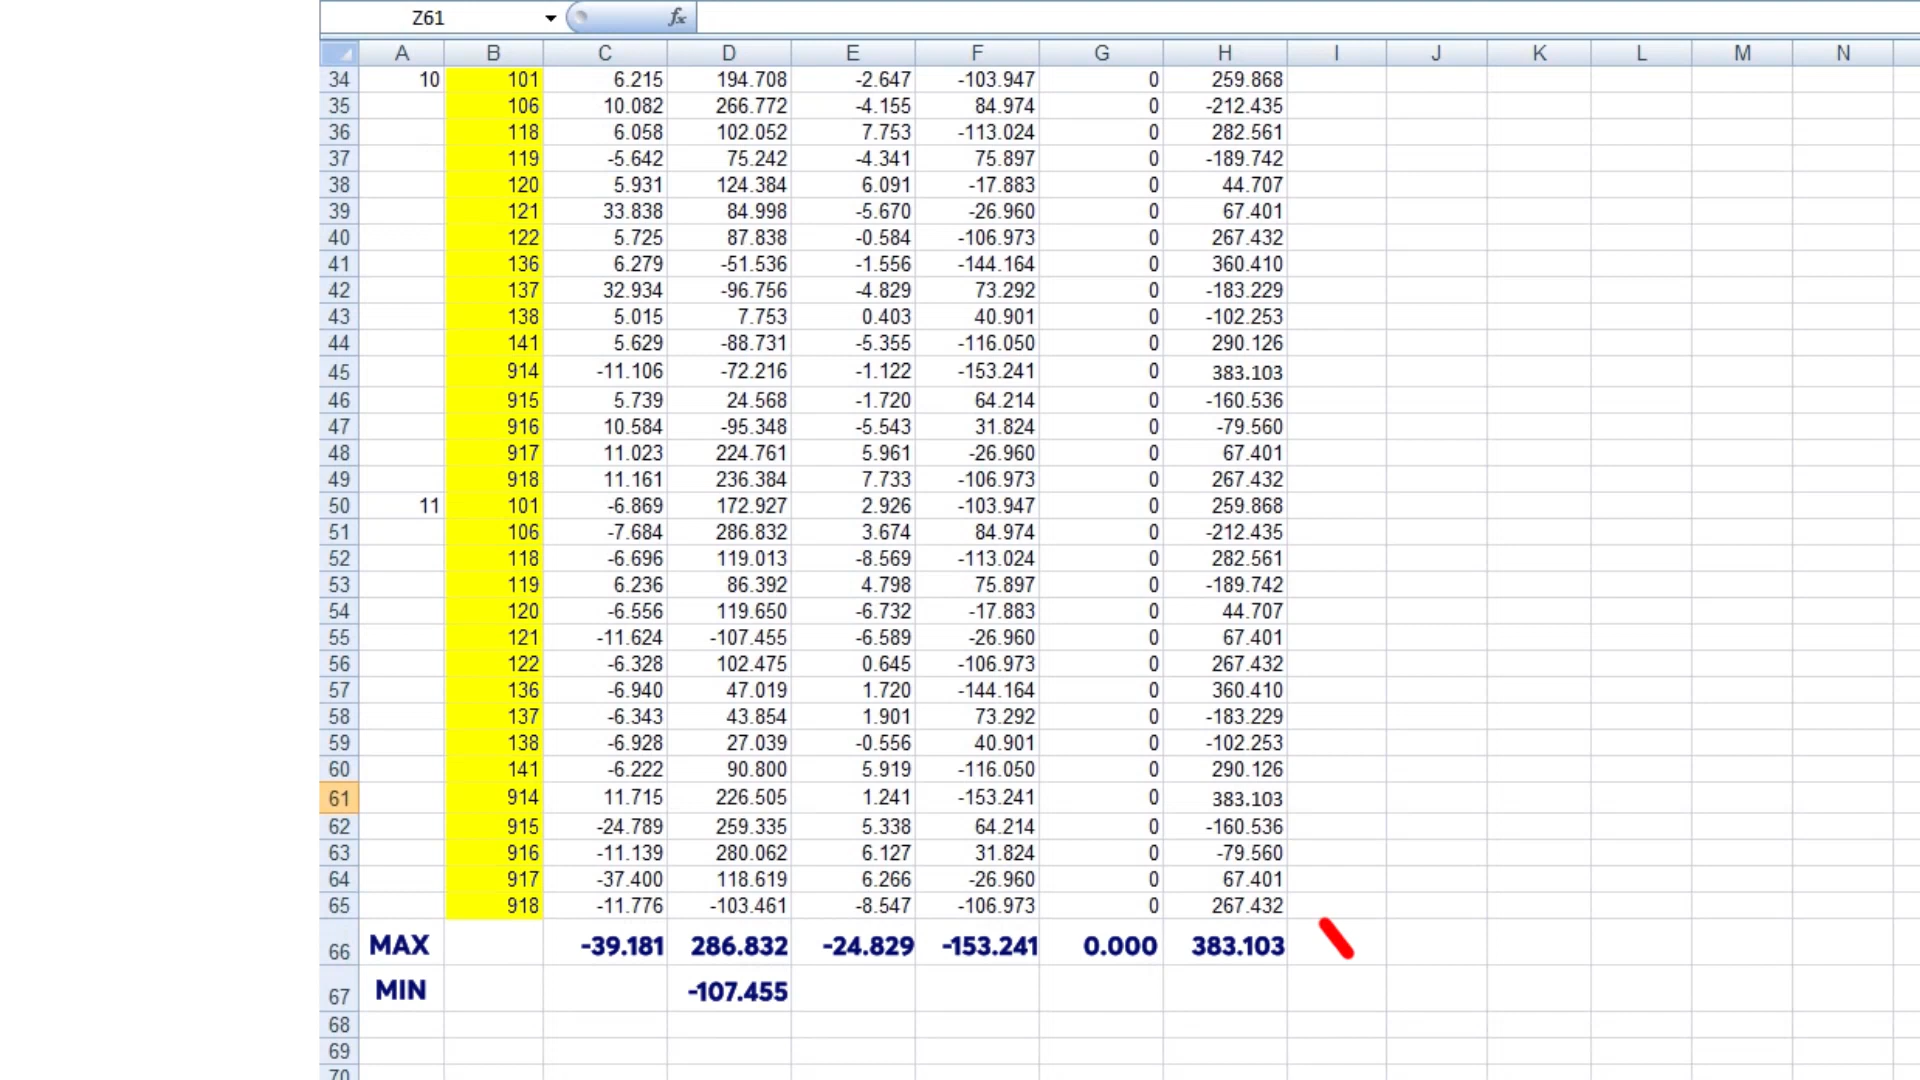 Z61 fx
A B C D E F G H I J K L M N
34 10 101 6.215 194.708 -2.647 -103.947 0 259.868
35 106 10.082 266.772 -4.155 84.974 0 -212.435
36 118 6.058 102.052 7.753 -113.024 0 282.561
37 119 -5.642 75.242 -4.341 75.897 0 -189.742
38 120 5.931 124.384 6.091 -17.883 0 44.707
39 121 33.838 84.998 -5.670 -26.960 0 67.401
40 122 5.725 87.838 -0.584 -106.973 0 267.432
41 136 6.279 -51.536 -1.556 -144.164 0 360.410
42 137 32.934 -96.756 -4.829 73.292 0 -183.229
43 138 5.015 7.753 0.403 40.901 0 -102.253
44 141 5.629 -88.731 -5.355 -116.050 0 290.126
45 914 -11.106 -72.216 -1.122 -153.241 0 383.103
46 915 5.739 24.568 -1.720 64.214 0 -160.536
47 916 10.584 -95.348 -5.543 31.824 0 -79.560
48 917 11.023 224.761 5.961 -26.960 0 67.401
49 918 11.161 236.384 7.733 -106.973 0 267.432
50 11 101 -6.869 172.927 2.926 -103.947 0 259.868
51 106 -7.684 286.832 3.674 84.974 0 -212.435
52 118 -6.696 119.013 -8.569 -113.024 0 282.561
53 119 6.236 86.392 4.798 75.897 0 -189.742
54 120 -6.556 119.650 -6.732 -17.883 0 44.707
55 121 -11.624 -107.455 -6.589 -26.960 0 67.401
56 122 -6.328 102.475 0.645 -106.973 0 267.432
57 136 -6.940 47.019 1.720 -144.164 0 360.410
58 137 -6.343 43.854 1.901 73.292 0 -183.229
59 138 -6.928 27.039 -0.556 40.901 0 -102.253
60 141 -6.222 90.800 5.919 -116.050 0 290.126
61 914 11.715 226.505 1.241 -153.241 0 383.103
62 915 -24.789 259.335 5.338 64.214 0 -160.536
63 916 -11.139 280.062 6.127 31.824 0 -79.560
64 917 -37.400 118.619 6.266 -26.960 0 67.401
65 918 -11.776 -103.461 -8.547 -106.973 0 267.432
66 MAX -39.181 286.832 -24.829 -153.241 0.000 383.103
67 MIN -107.455
68
69
70